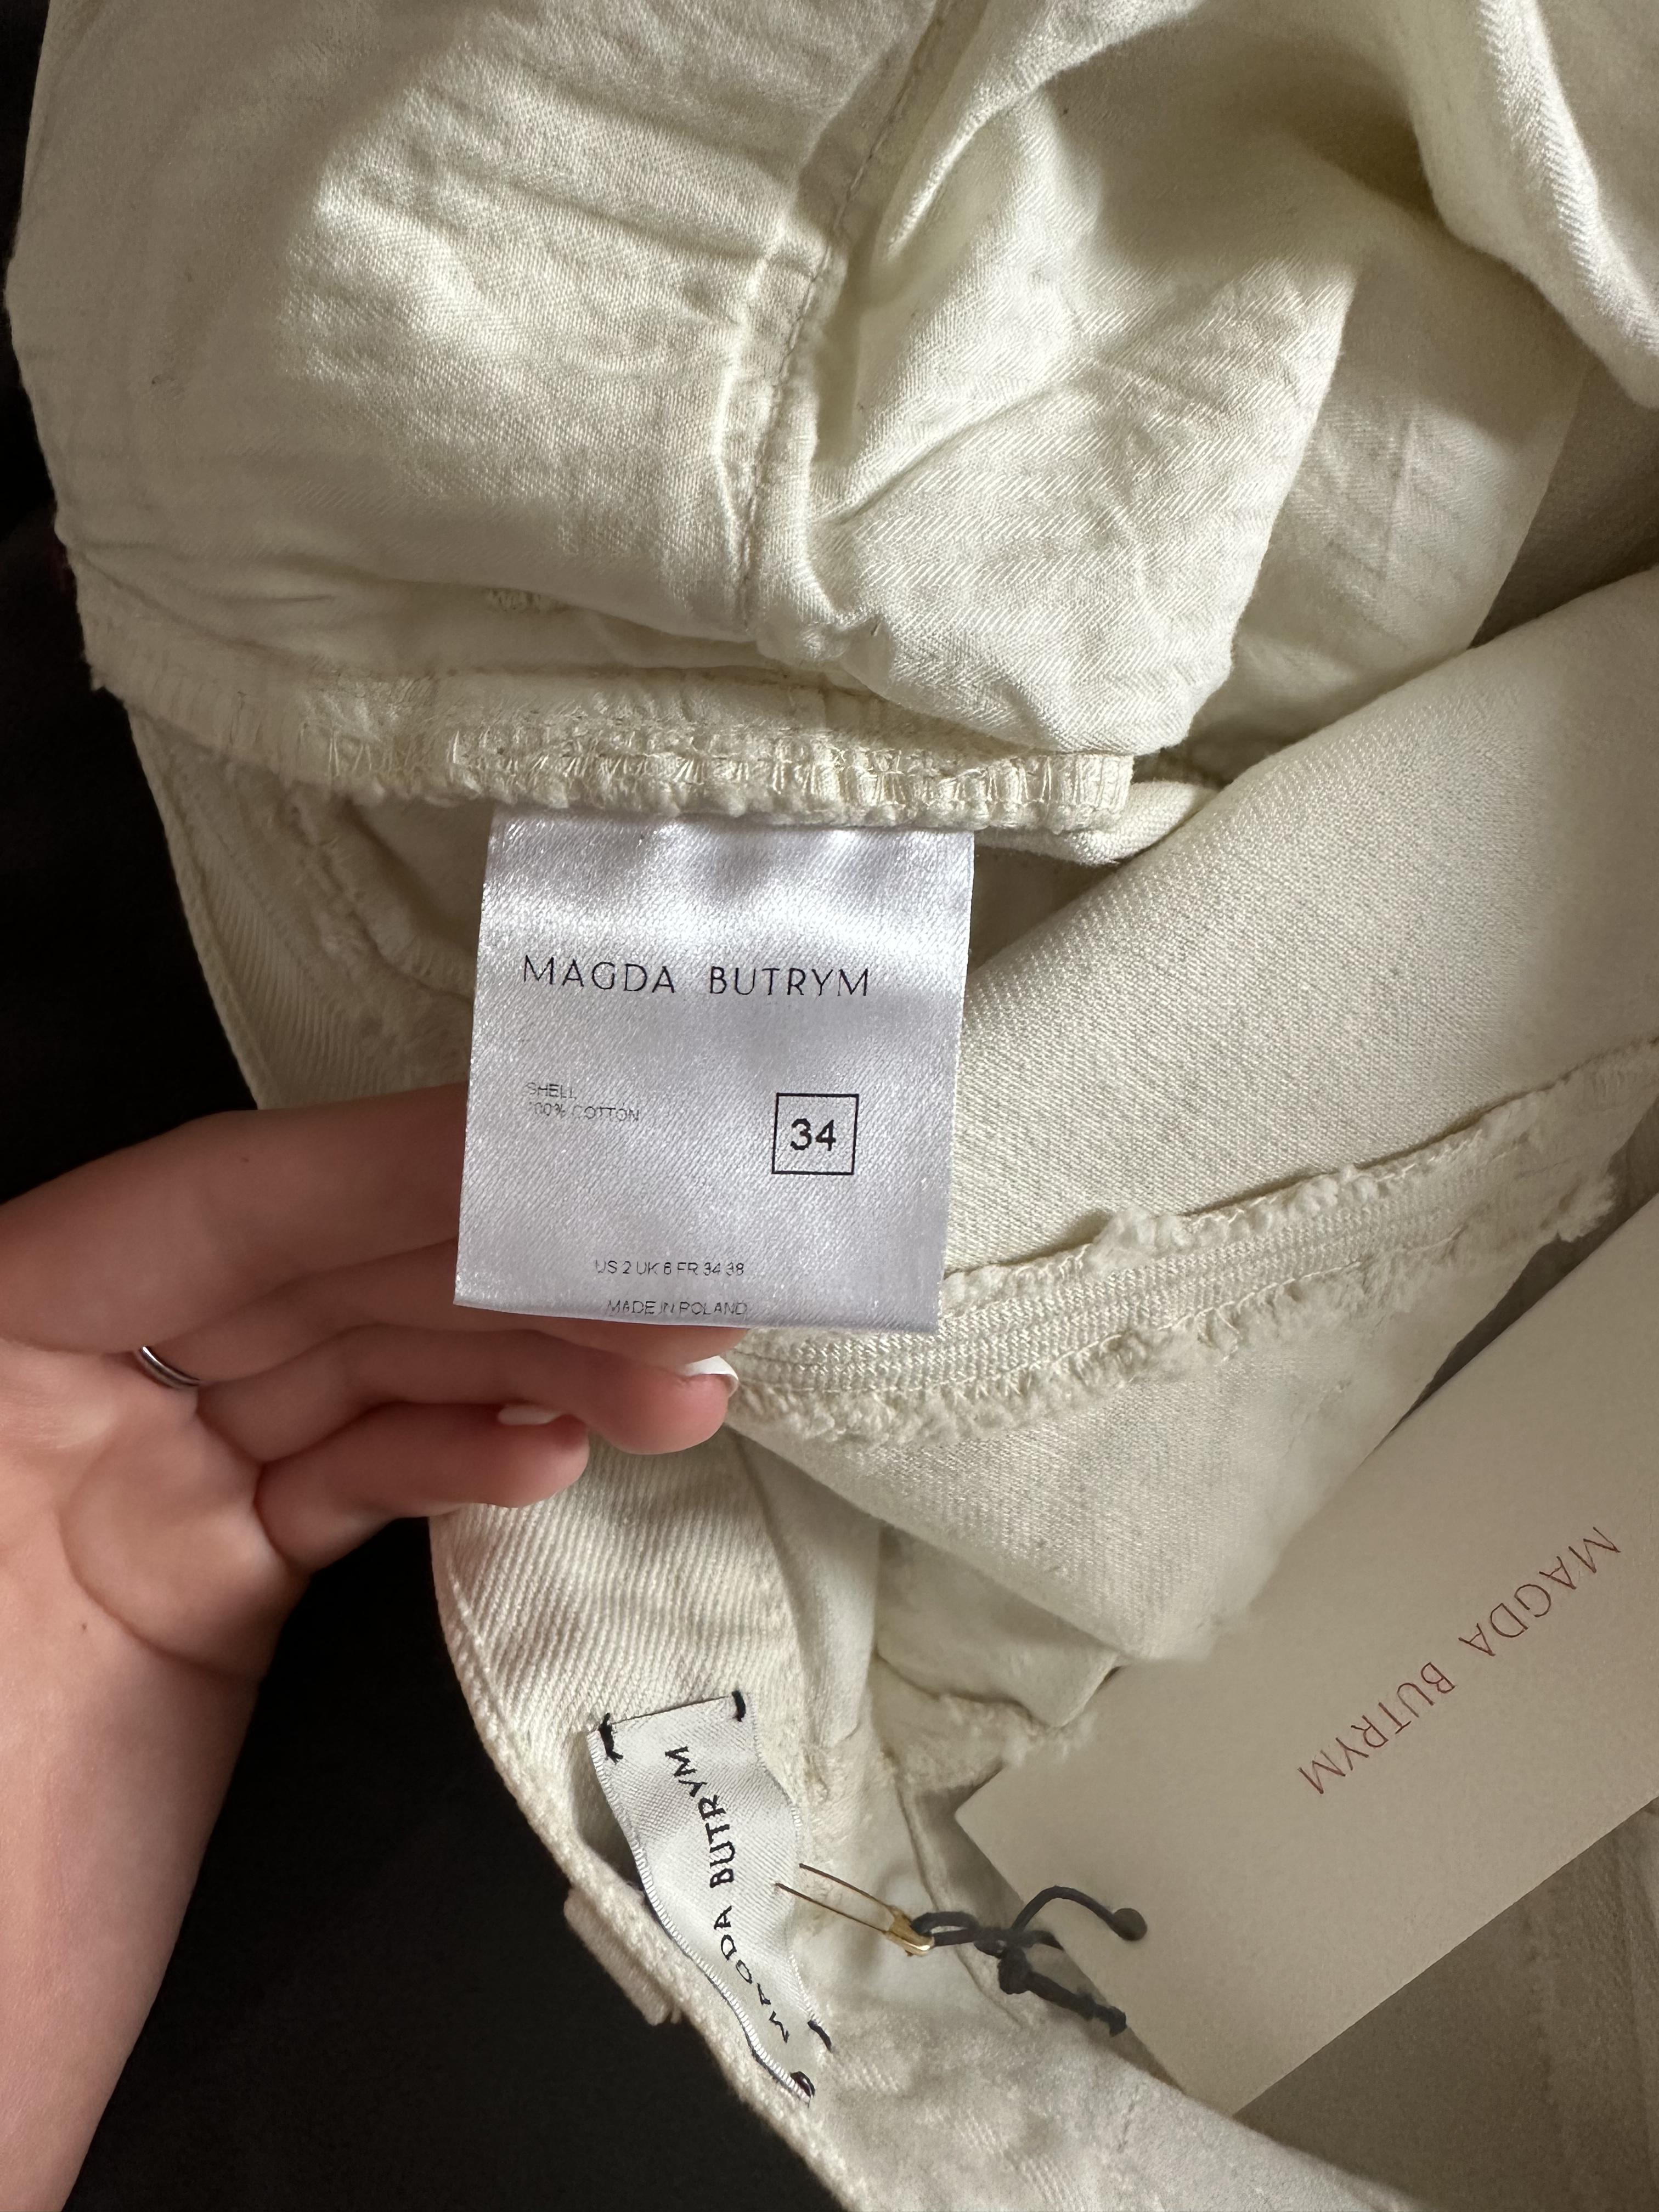 MAGDA BUTRYM
SHELL
100% COTTON
34
US 2 UK 6 FR 34 38
MADE IN POLAND
MAGDA BUTRYM
MAGDA BUTRYM